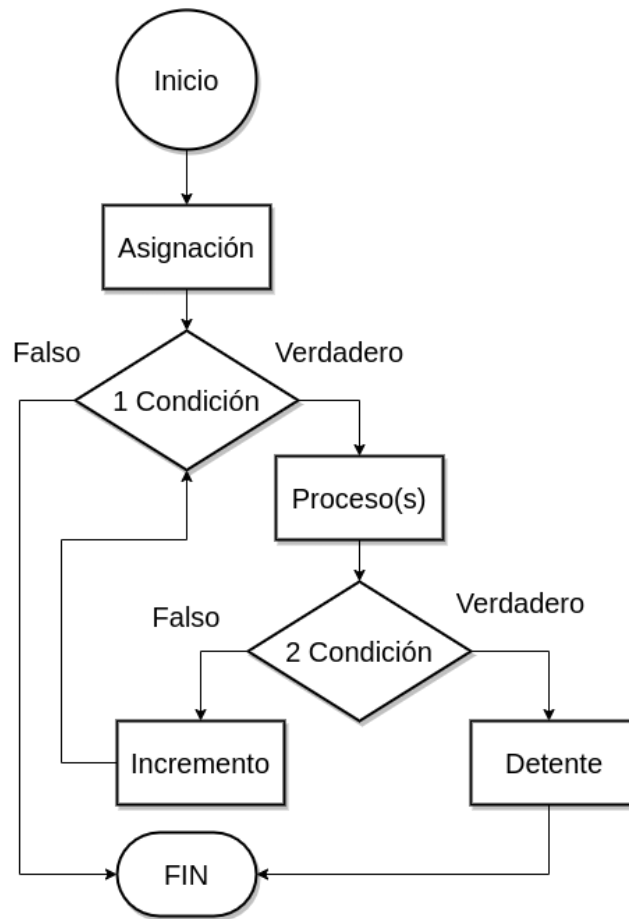 Inicio
Asignación
Falso
Verdadero
1 Condición
Proceso(s)
Falso
Verdadero
2 Condición
Incremento
Detente
FIN